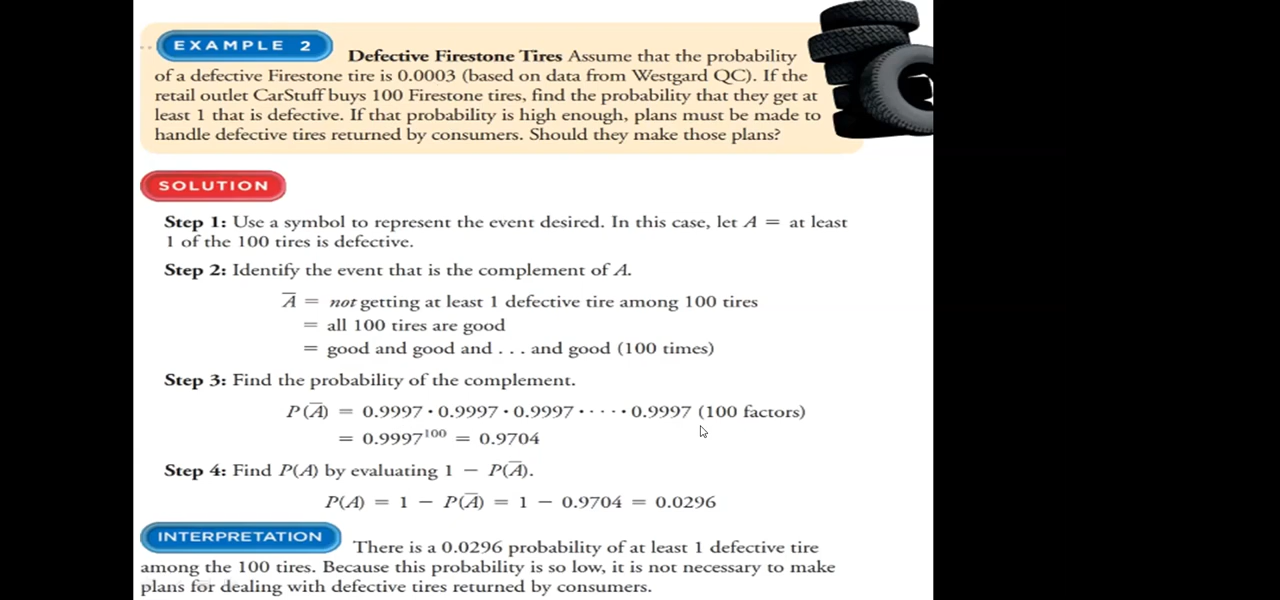 EXAMPLE 2 Defective Firestone Tires Assume that the probability
of a defective Firestone tire is 0.0003 (based on data from Westgard QC). If the
retail outlet CarStuff buys 100 Firestone tires, find the probability that they get at
least 1 that is defective. If that probability is high enough, plans must be made to
handle defective tires returned by consumers. Should they make those plans?
SOLUTION
Step 1: Use a symbol to represent the event desired. In this case, let A = at least
1 of the 100 tires is defective.
Step 2: Identify the event that is the complement of A.
A̅ = not getting at least 1 defective tire among 100 tires
= all 100 tires are good
= good and good and . . . and good (100 times)
Step 3: Find the probability of the complement.
P(A̅) = 0.9997 · 0.9997 · 0.9997 · · · · · 0.9997 (100 factors)
= 0.9997¹⁰⁰ = 0.9704
Step 4: Find P(A) by evaluating 1 − P(A̅).
P(A) = 1 − P(A̅) = 1 − 0.9704 = 0.0296
INTERPRETATION There is a 0.0296 probability of at least 1 defective tire
among the 100 tires. Because this probability is so low, it is not necessary to make
plans for dealing with defective tires returned by consumers.